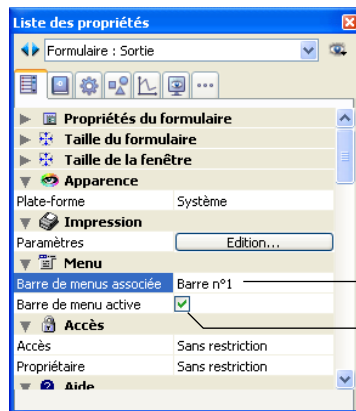 Liste des propriétés
Formulaire : Sortie
Propriétés du formulaire
Taille du formulaire
Taille de la fenêtre
Apparence
Plate-forme Système
Impression
Paramètres Edition...
Menu
Barre de menus associée Barre n°1
Barre de menu active
Accès
Accès Sans restriction
Propriétaire Sans restriction
Aide